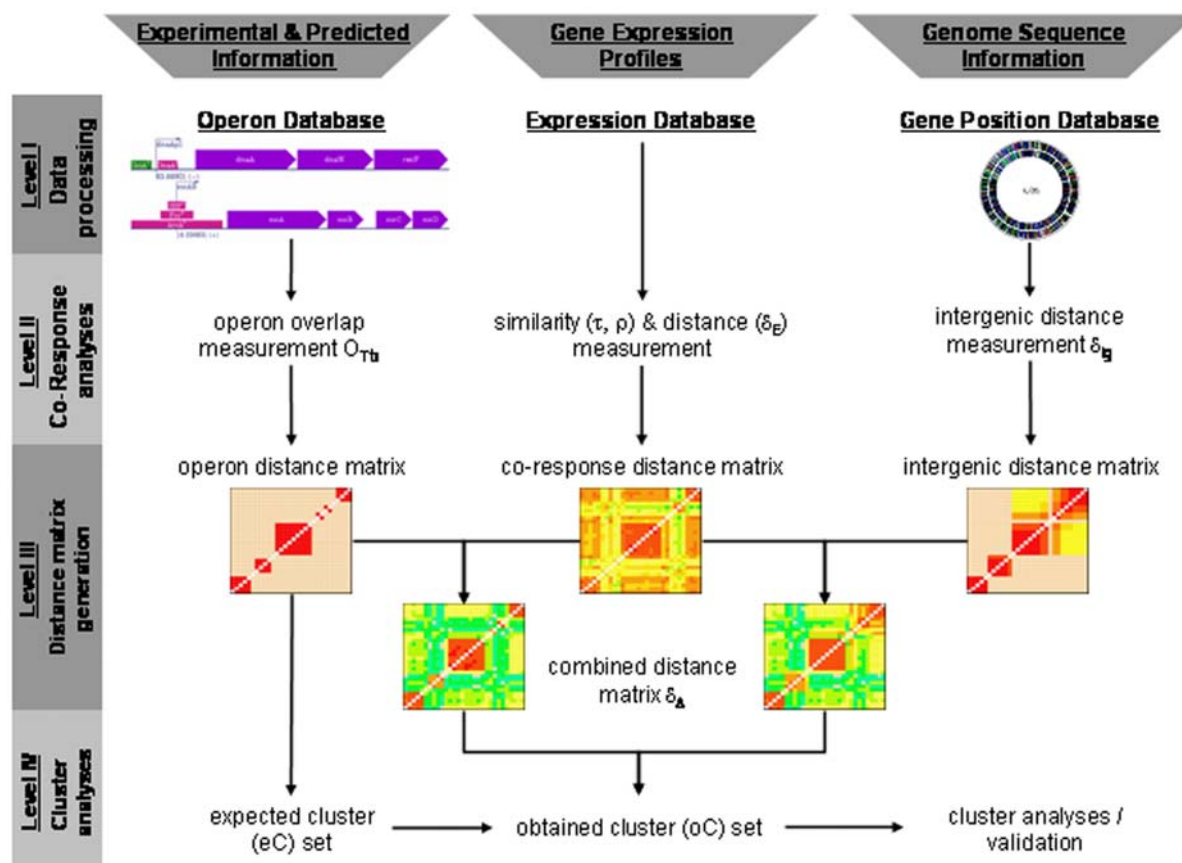 Experimental & Predicted
Information
Gene Expression
Profiles
Genome Sequence
Information
Level I
Data
processing
Operon Database
Expression Database
Gene Position Database
Level II
Co-Response
analyses
operon overlap
measurement O
similarity (τ, ρ) & distance (δE)
measurement
intergenic distance
measurement δIg
Level III
Distance matrix
generation
operon distance matrix
co-response distance matrix
intergenic distance matrix
combined distance
matrix δ
Level IV
Cluster
analyses
expected cluster
(eC) set
obtained cluster (oC) set
cluster analyses /
validation